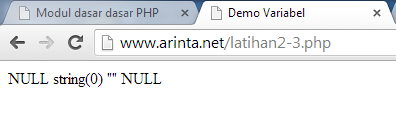 Modul dasar dasar PHP
Demo Variabel
www.arinta.net/latihan2-3.php
NULL string(0) "" NULL